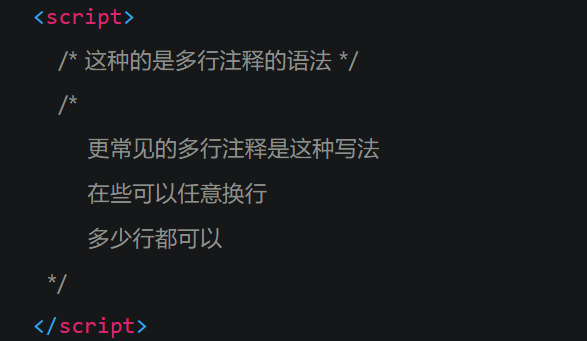 <script>
/* 这种的是多行注释的语法 */
/*
更常见的多行注释是这种写法
在些可以任意换行
多少行都可以
*/
</script>